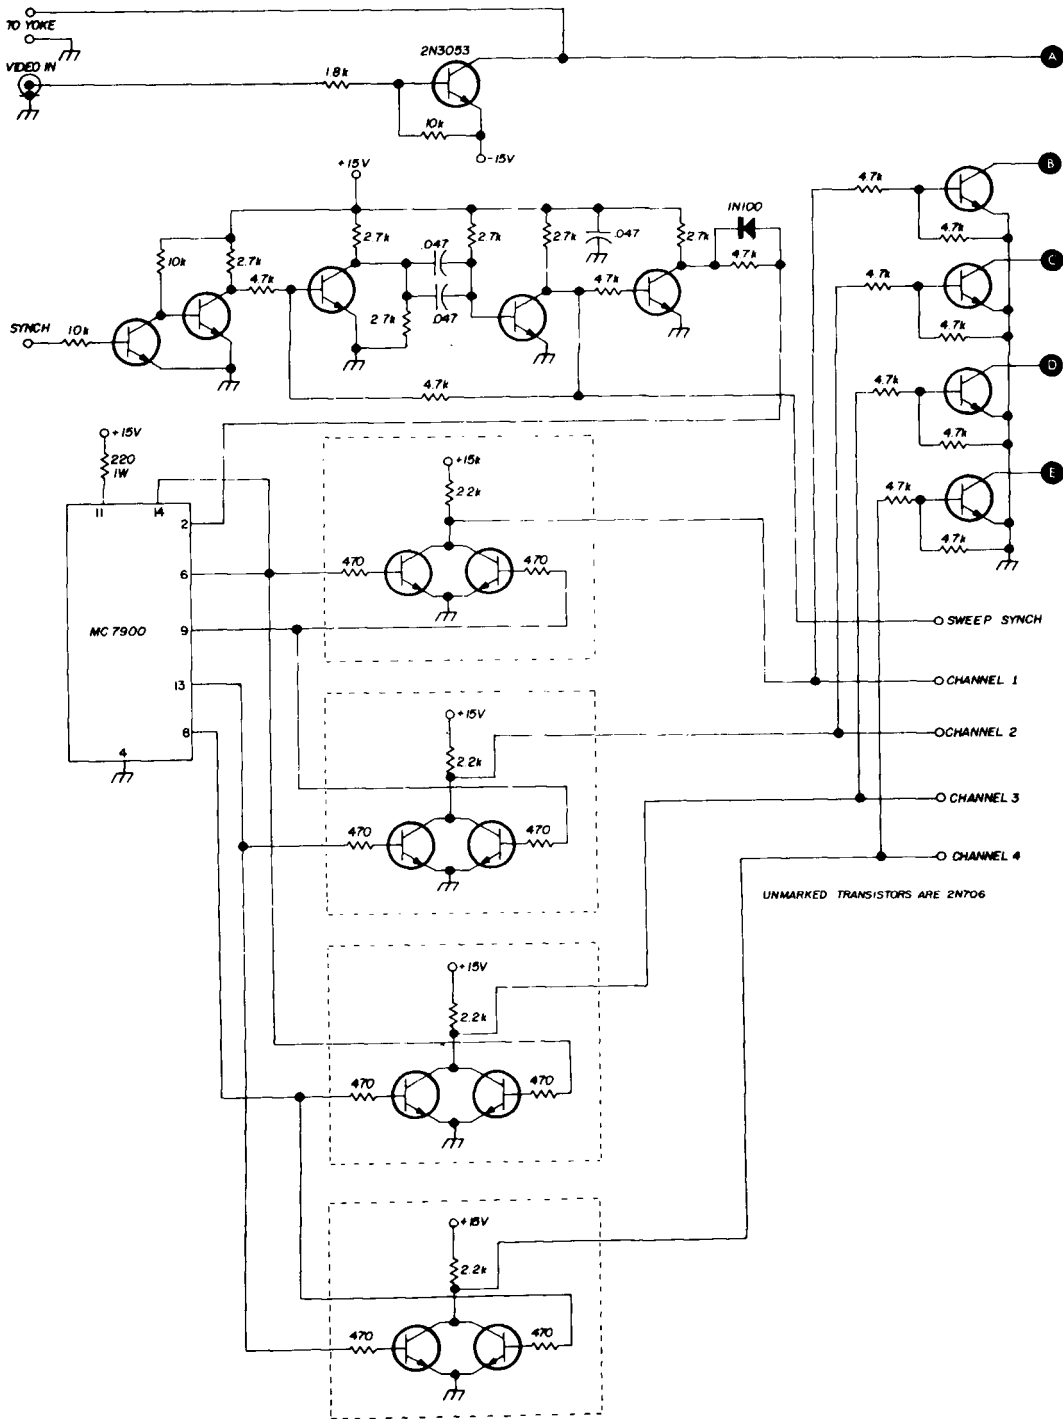 TO YOKE
2N3053
A
VIDEO IN
1.8k
10k
-15V
+15V
B
4.7k
1N100
2.7k
.047
2.7k
2.7k
.047
2.7k
4.7k
10k
2.7k
4.7k
4.7k
C
4.7k
2.7k
.047
4.7k
SYNCH
10k
4.7k
D
4.7k
4.7k
4.7k
+15V
220
1W
+15k
2.2k
E
4.7k
4.7k
11
14
2
470
470
6
MC 7900
9
SWEEP SYNCH
13
CHANNEL 1
+15V
8
CHANNEL 2
4
2.2k
CHANNEL 3
470
470
CHANNEL 4
UNMARKED TRANSISTORS ARE 2N706
+15V
2.2k
470
470
+15V
2.2k
470
470